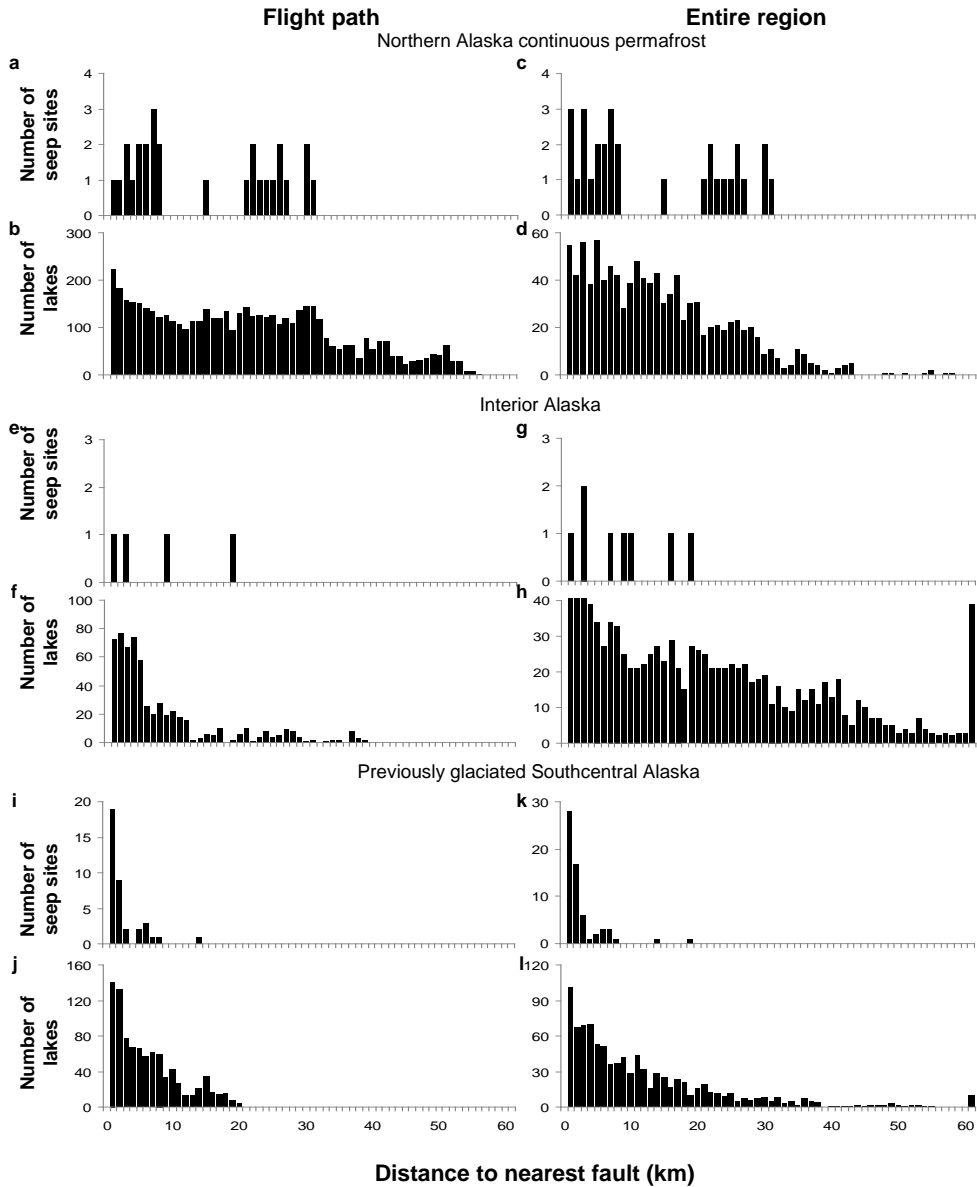 Flight path Entire region
Northern Alaska continuous permafrost
a c
Number of
seep sites
4 4
3 3
2 2
1 1
0 0
b d
Number of
lakes
300 60
200 40
100 20
0 0
Interior Alaska
e g
Number of
seep sites
3 3
2 2
1 1
0 0
f h
Number of
lakes
100 40
80 30
60 20
40 10
20 0
0
Previously glaciated Southcentral Alaska
i k
Number of
seep sites
20 30
15 20
10 10
5 0
0
j l
Number of
lakes
160 120
120 90
80 60
40 30
0 0
0 10 20 30 40 50 60 0 10 20 30 40 50 60
Distance to nearest fault (km)